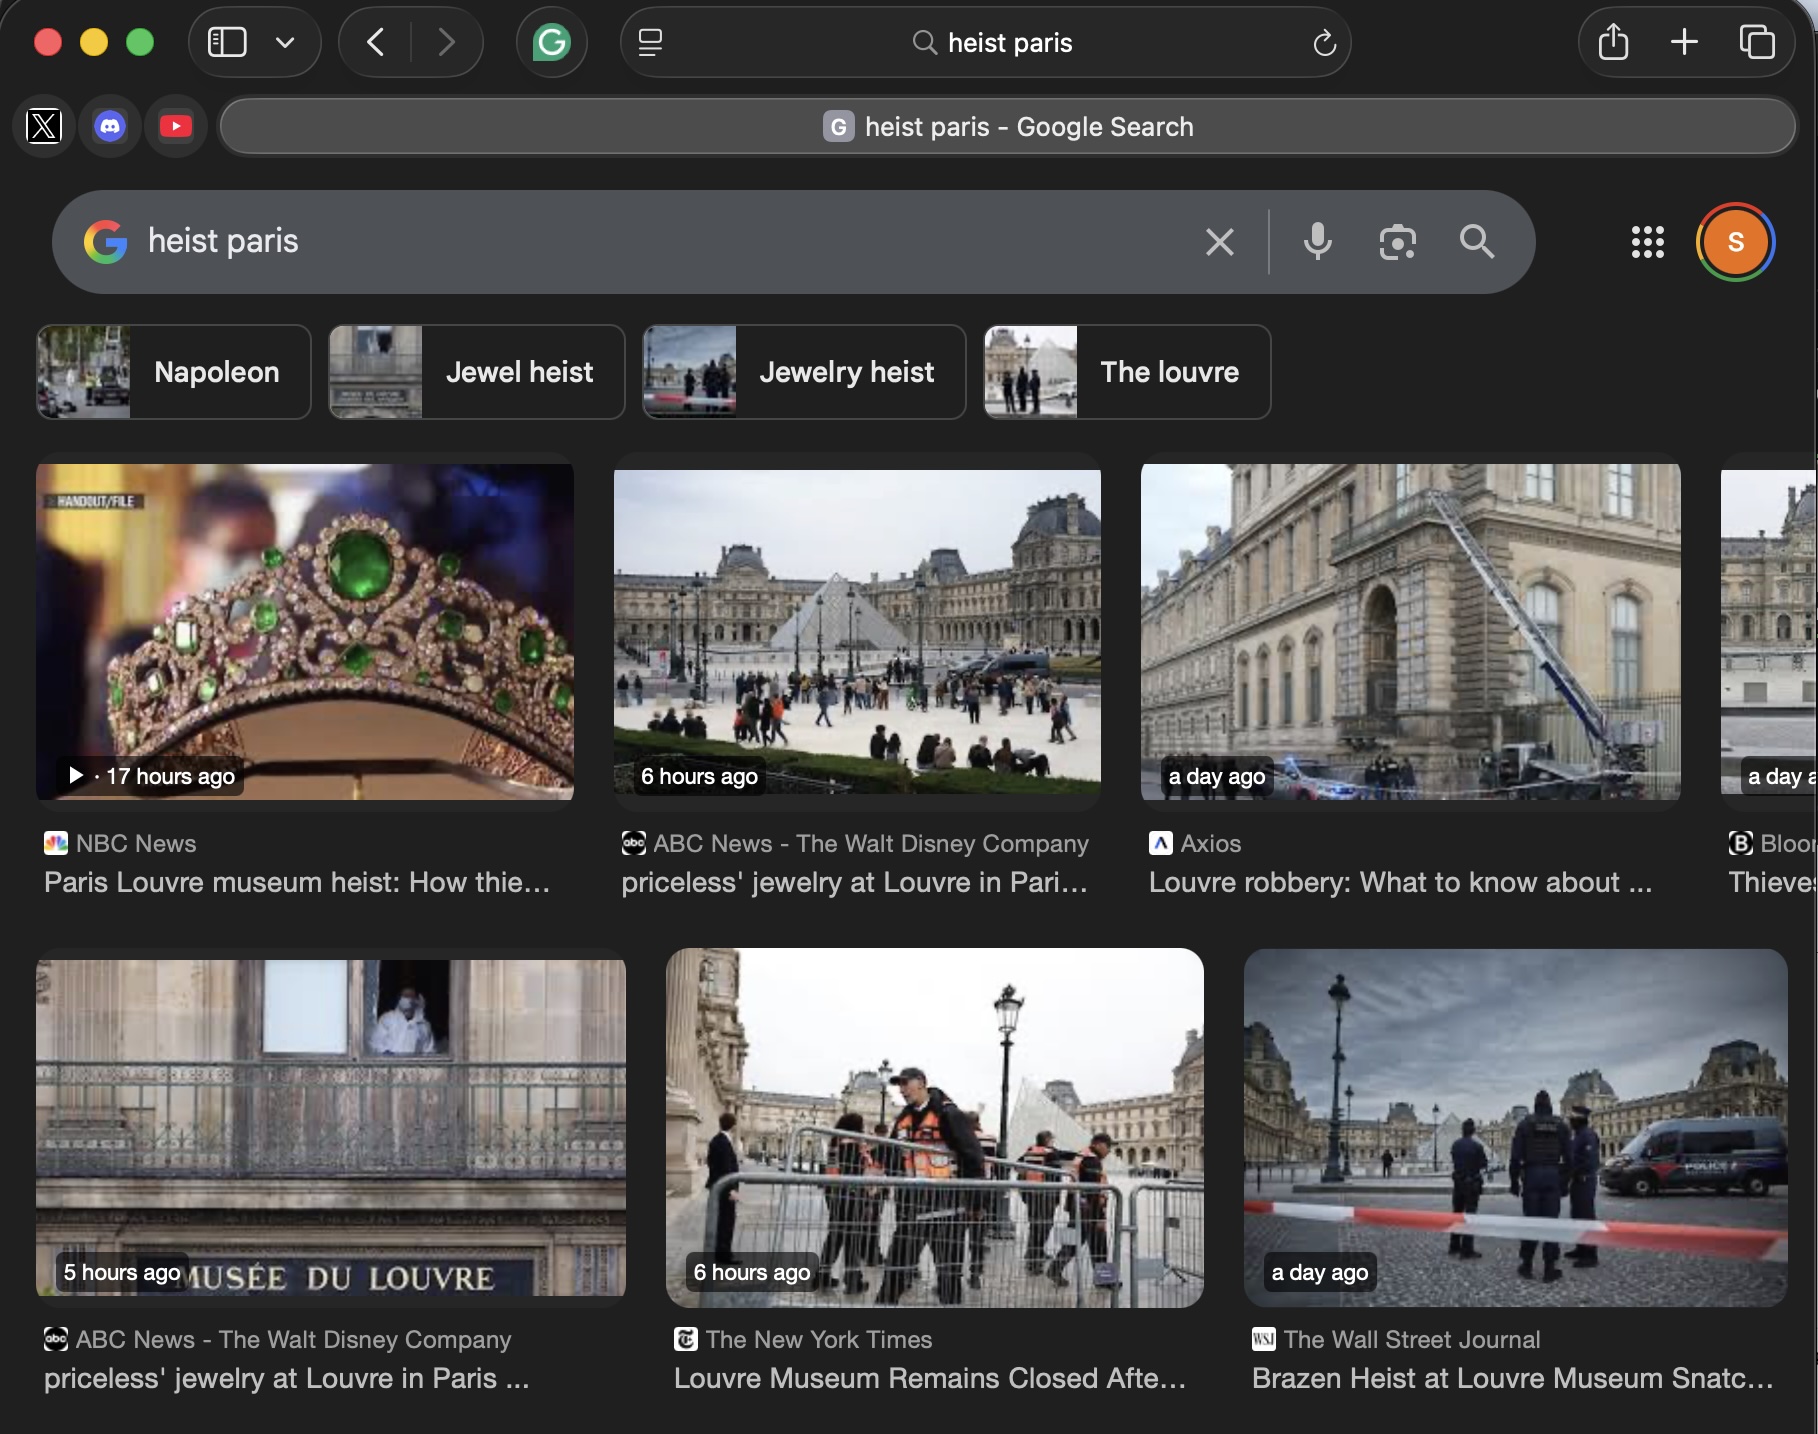 heist paris
G heist paris - Google Search
heist paris
S
Napoleon
Jewel heist
Jewelry heist
The louvre
HANDOUT/FILE
· 17 hours ago
6 hours ago
a day ago
a day a
NBC News
Paris Louvre museum heist: How thie...
abc ABC News - The Walt Disney Company
priceless' jewelry at Louvre in Pari...
Axios
Louvre robbery: What to know about ...
B Bloo
Thieve
MUSÉE DU LOUVRE
5 hours ago
6 hours ago
POLICE
a day ago
abc ABC News - The Walt Disney Company
priceless' jewelry at Louvre in Paris ...
The New York Times
Louvre Museum Remains Closed Afte...
WSJ The Wall Street Journal
Brazen Heist at Louvre Museum Snatc...